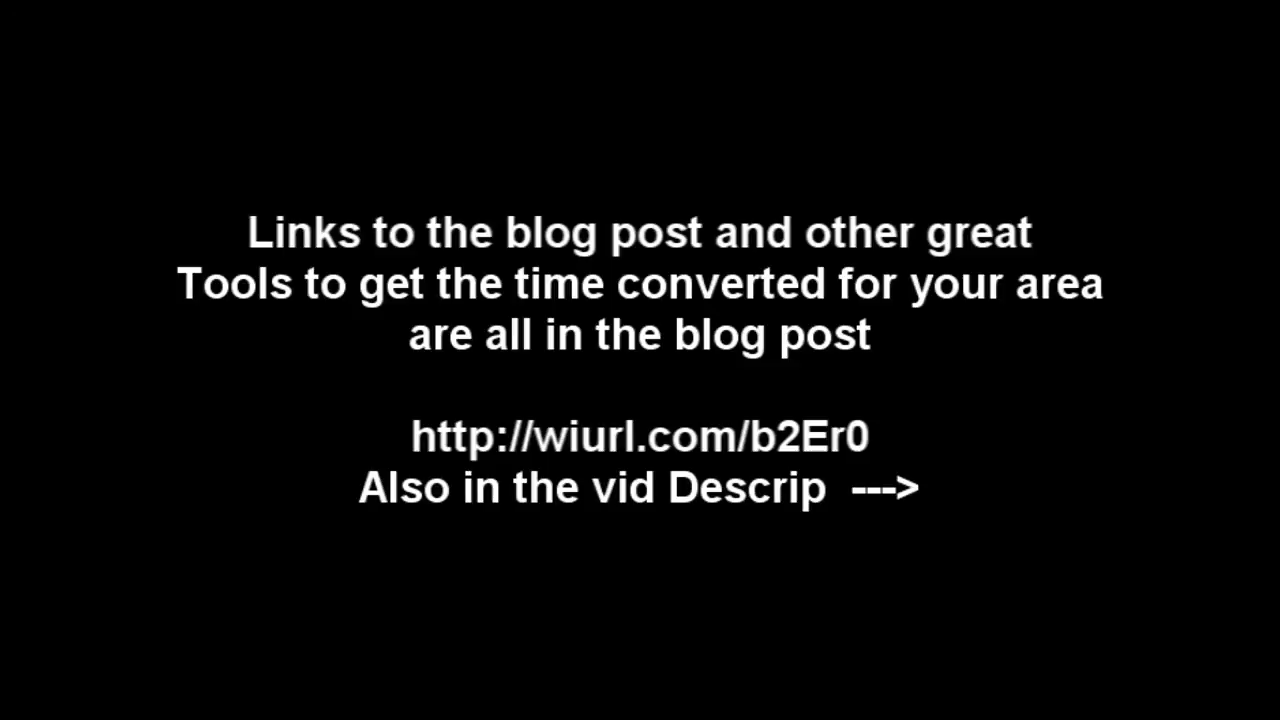 Links to the blog post and other great
Tools to get the time converted for your area
are all in the blog post
http://wiurl.com/b2Er0
Also in the vid Descrip --->